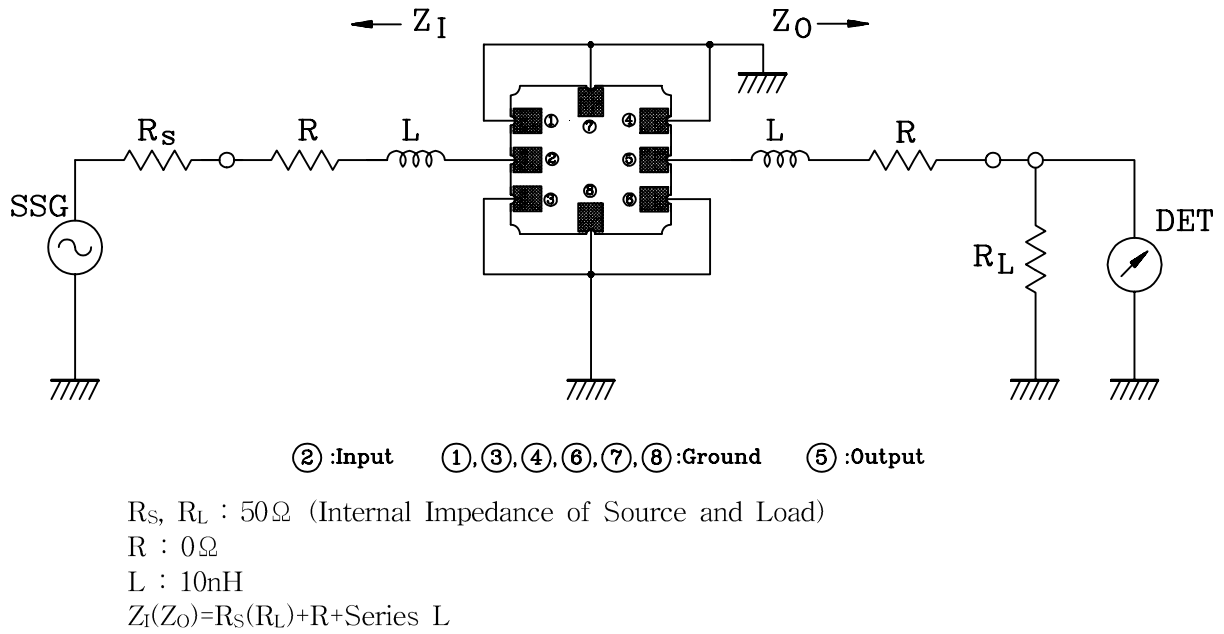 Z_I Z_O
① ⑦ ④
R_S R L ② ⑤ L R
③ ⑧ ⑥
SSG
DET
R_L
② :Input ①,③,④,⑥,⑦,⑧:Ground ⑤ :Output
R_S, R_L : 50Ω (Internal Impedance of Source and Load)
R : 0Ω
L : 10nH
Z_I(Z_O)=R_S(R_L)+R+Series L